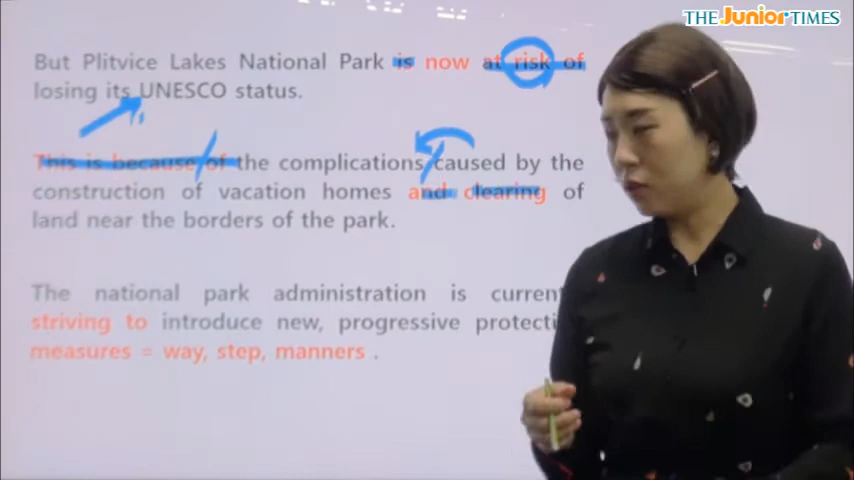 THE Junior TIMES
But Plitvice Lakes National Park is now at risk of
losing its UNESCO status.
This is because of the complications caused by the
construction of vacation homes and clearing of
land near the borders of the park.
The national park administration is
striving to introduce new, progressive
measures = way, step, manners .